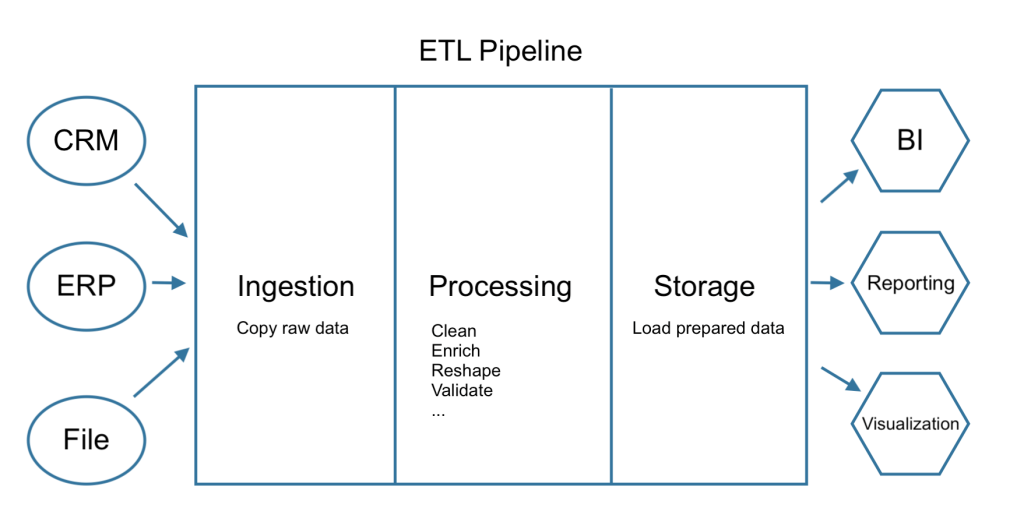 ETL Pipeline
CRM
ERP
File
Ingestion
Copy raw data
Processing
Clean
Enrich
Reshape
Validate
...
Storage
Load prepared data
BI
Reporting
Visualization